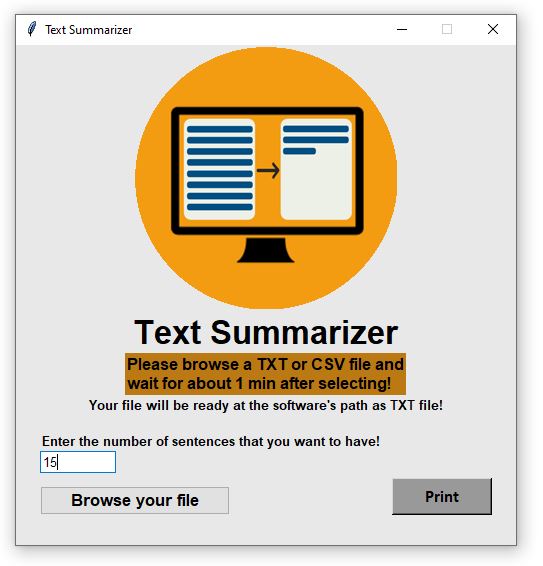 Text Summarizer
Text Summarizer
Please browse a TXT or CSV file and
wait for about 1 min after selecting!
Your file will be ready at the software's path as TXT file!
Enter the number of sentences that you want to have!
15
Browse your file
Print